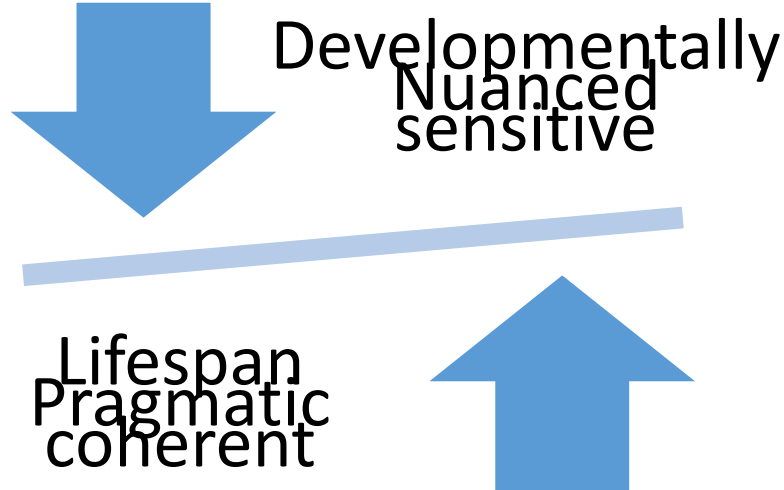 Developmentally
Nuanced
sensitive
Lifespan
Pragmatic
coherent